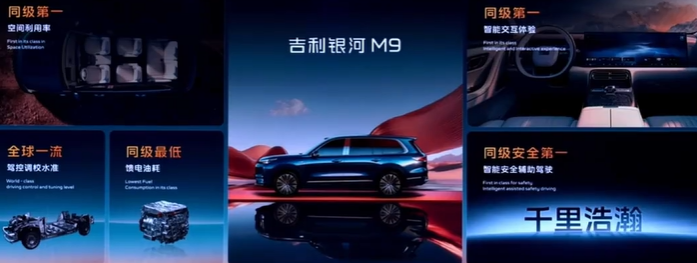 同级第一
空间利用率
First in its class in
Space Utilization
全球一流
驾控调校水准
World - class
driving control and tuning level
同级最低
馈电油耗
Lowest Fuel
Consumption in its class
吉利银河 M9
同级第一
智能交互体验
First in its class
Intelligent and interactive experience
同级安全第一
智能安全辅助驾驶
First in class for safety
Intelligent assisted safety driving
千里浩瀚